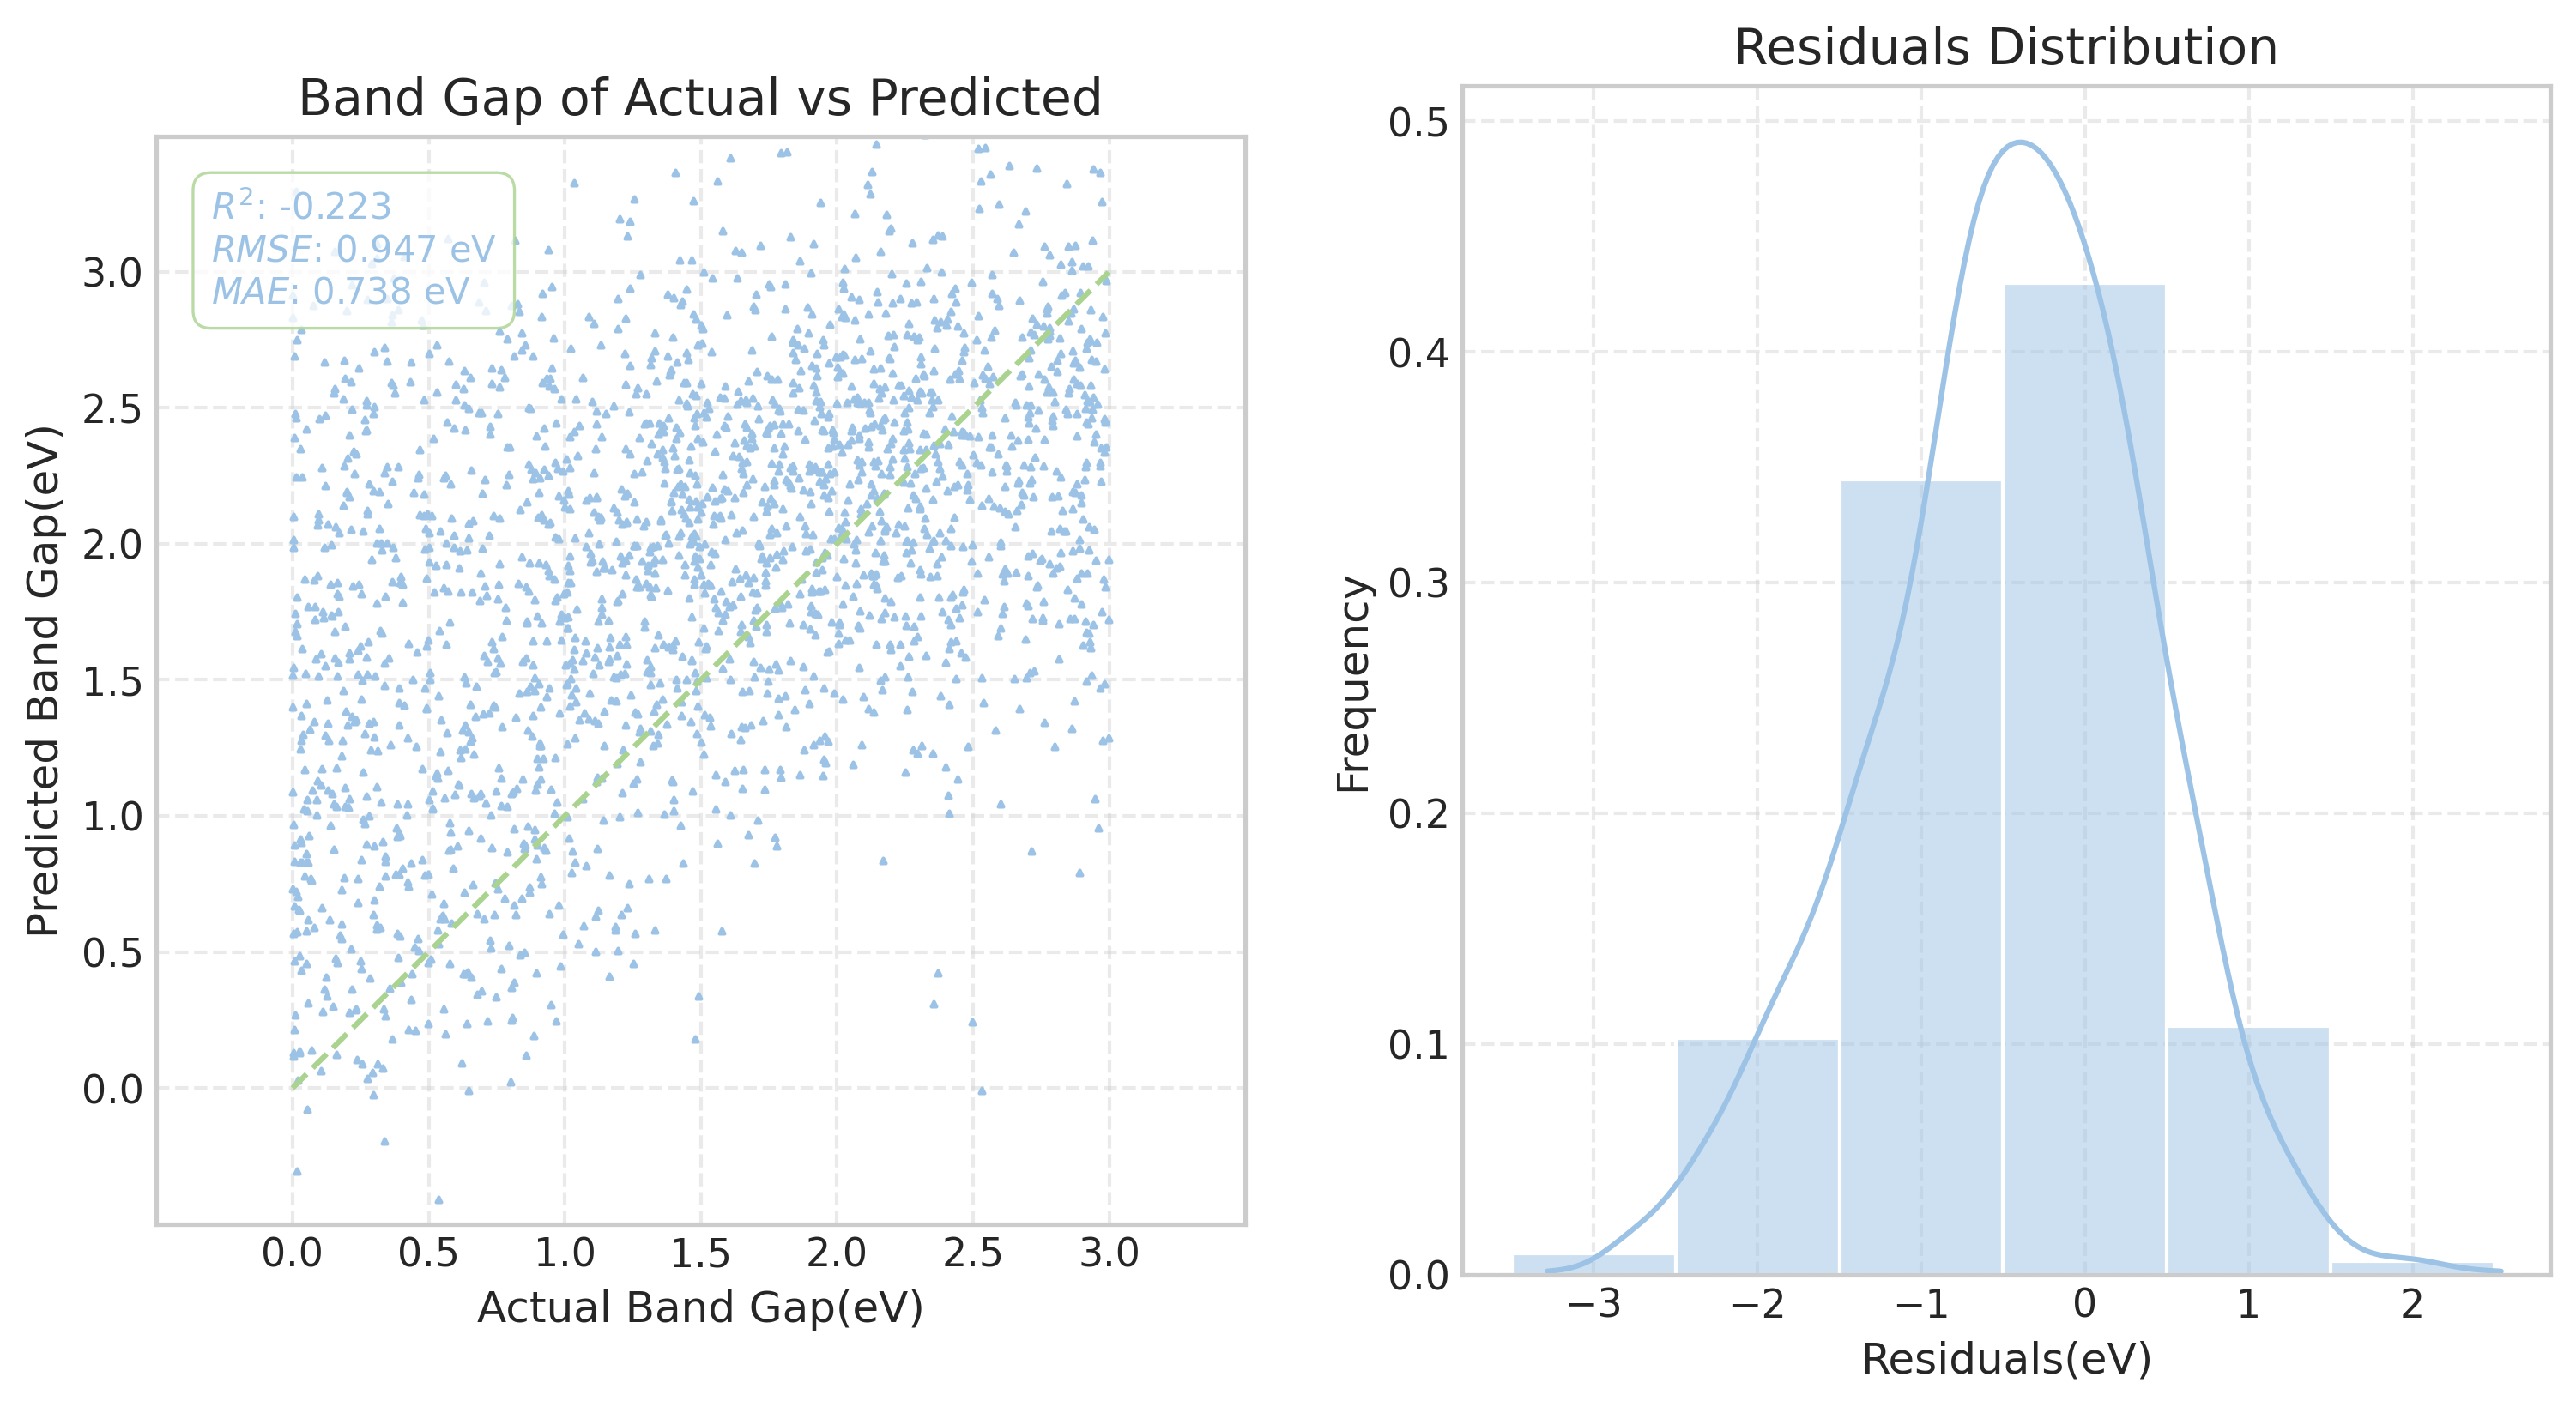 Band Gap of Actual vs Predicted
R²: -0.223
RMSE: 0.947 eV
MAE: 0.738 eV
Predicted Band Gap(eV)
3.0
2.5
2.0
1.5
1.0
0.5
0.0
0.0 0.5 1.0 1.5 2.0 2.5 3.0
Actual Band Gap(eV)
Residuals Distribution
Frequency
0.5
0.4
0.3
0.2
0.1
0.0
−3 −2 −1 0 1 2
Residuals(eV)